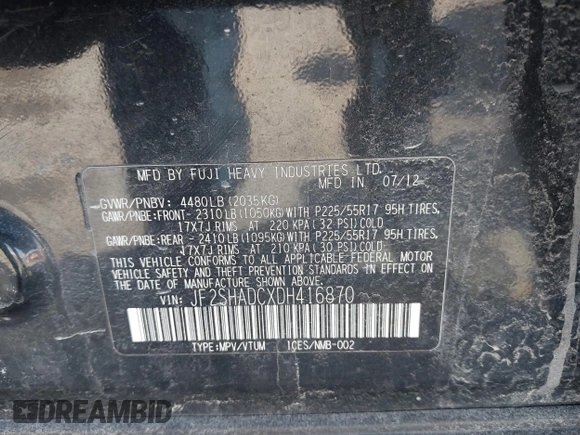 MFD BY FUJI HEAVY INDUSTRIES LTD.
MFD IN 07/12
GVWR/PNBV: 4480LB(2035KG)
GAWR/PNBE:FRONT- 2310LB(1050KG)WITH P225/55R17 95H TIRES,
17X7J RIMS AT 220 KPA(32 PSI)COLD
GAWR/PNBE:REAR - 2410LB(1095KG)WITH P225/55R17 95H TIRES,
17X7J RIMS AT 210 KPA(30 PSI)COLD
THIS VEHICLE CONFORMS TO ALL APPLICABLE FEDERAL MOTOR
VEHICLE SAFETY AND THEFT PREVENTION STANDARDS IN
EFFECT ON THE DATE OF MANUFACTURE SHOWN ABOVE.
VIN: JF2SHADCXDH416870
TYPE:MPV/VTUM ICES/NMB-002
DREAMBID